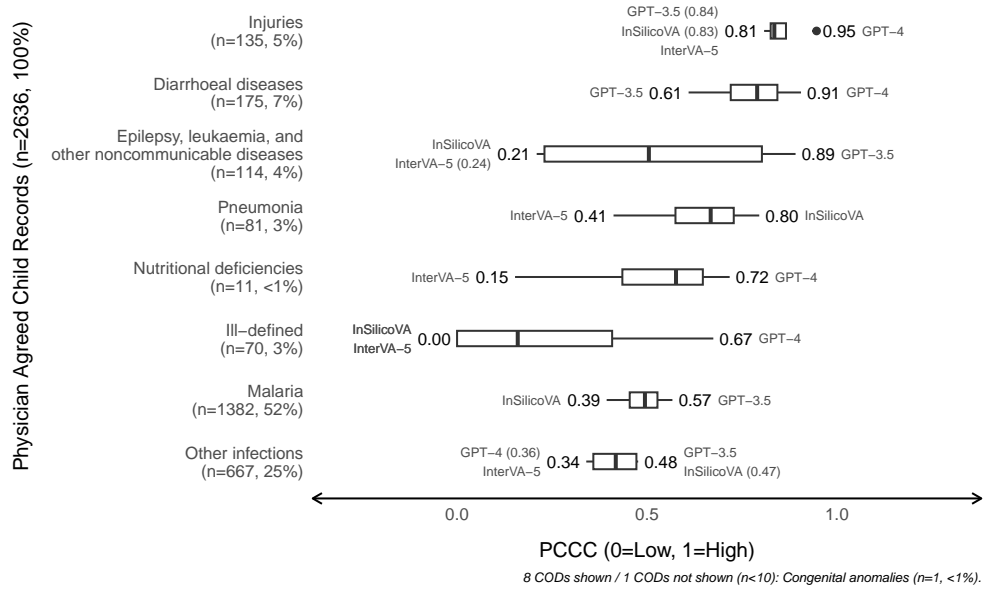 Physician Agreed Child Records (n=2636, 100%)
Injuries
(n=135, 5%)
GPT−3.5 (0.84)
InSilicoVA (0.83)
InterVA−5
0.81
0.95 GPT−4
Diarrhoeal diseases
(n=175, 7%)
GPT−3.5 0.61
0.91 GPT−4
Epilepsy, leukaemia, and
other noncommunicable diseases
(n=114, 4%)
InSilicoVA
InterVA−5 (0.24)
0.21
0.89 GPT−3.5
Pneumonia
(n=81, 3%)
InterVA−5 0.41
0.80 InSilicoVA
Nutritional deficiencies
(n=11, <1%)
InterVA−5 0.15
0.72 GPT−4
Ill−defined
(n=70, 3%)
InSilicoVA
InterVA−5
0.00
0.67 GPT−4
Malaria
(n=1382, 52%)
InSilicoVA 0.39
0.57 GPT−3.5
Other infections
(n=667, 25%)
GPT−4 (0.36)
InterVA−5
0.34
0.48
GPT−3.5
InSilicoVA (0.47)
0.0 0.5 1.0
PCCC (0=Low, 1=High)
8 CODs shown / 1 CODs not shown (n<10): Congenital anomalies (n=1, <1%).